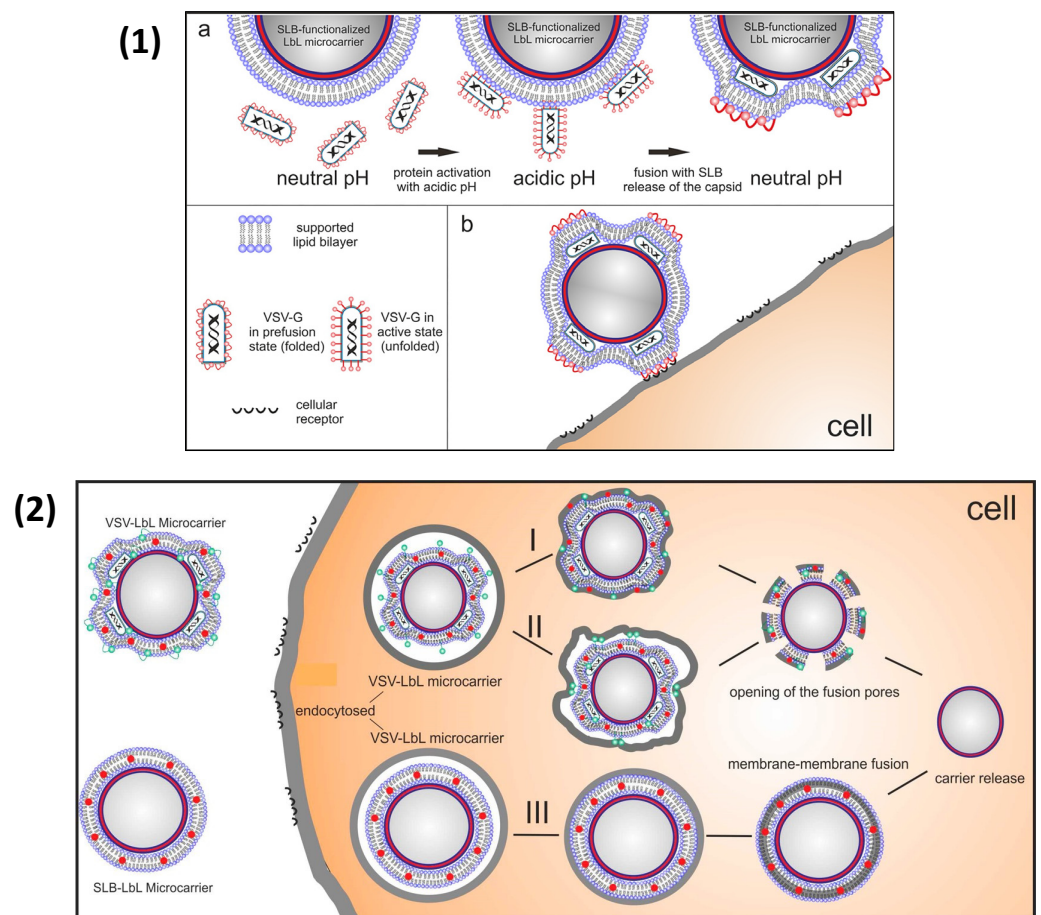 (1)
a
SLB-functionalized
LbL microcarrier
SLB-functionalized
LbL microcarrier
SLB-functionalized
LbL microcarrier
neutral pH
protein activation
with acidic pH
acidic pH
fusion with SLB
release of the capsid
neutral pH
supported
lipid bilayer
VSV-G
in prefusion
state (folded)
VSV-G in
active state
(unfolded)
cellular
receptor
b
cell
(2)
cell
VSV-LbL Microcarrier
I
II
VSV-LbL microcarrier
endocytosed
VSV-LbL microcarrier
opening of the fusion pores
membrane-membrane fusion
carrier release
III
SLB-LbL Microcarrier